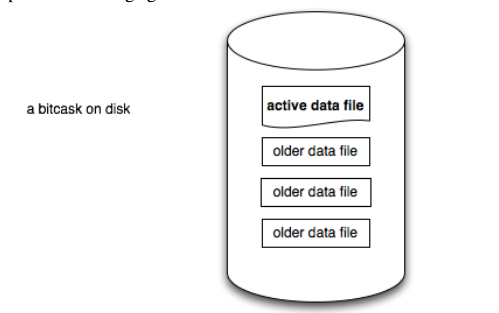 a bitcask on disk
active data file
older data file
older data file
older data file